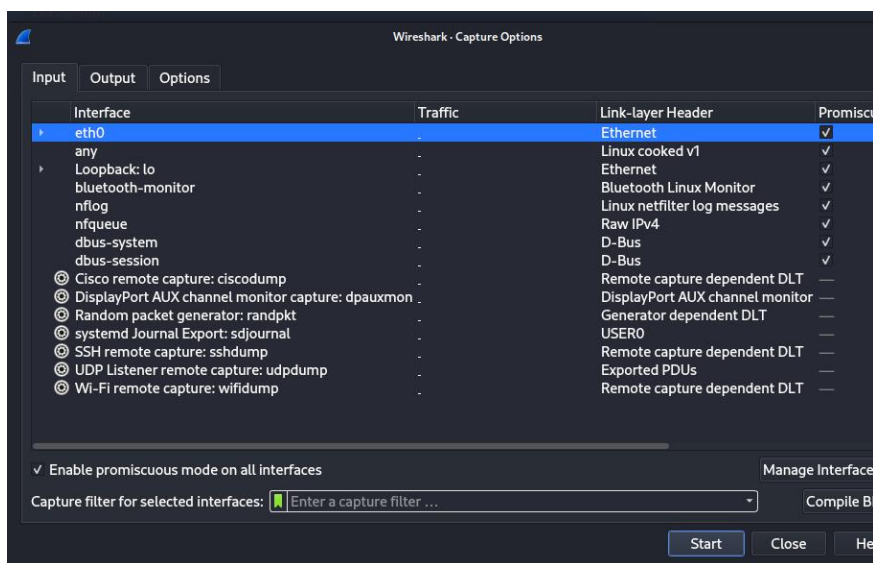 Wireshark · Capture Options
Input Output Options
Interface Traffic Link-layer Header Promiscu
eth0 Ethernet
any Linux cooked v1
Loopback: lo Ethernet
bluetooth-monitor Bluetooth Linux Monitor
nflog Linux netfilter log messages
nfqueue Raw IPv4
dbus-system D-Bus
dbus-session D-Bus
Cisco remote capture: ciscodump Remote capture dependent DLT —
DisplayPort AUX channel monitor capture: dpauxmon DisplayPort AUX channel monitor —
Random packet generator: randpkt Generator dependent DLT —
systemd Journal Export: sdjournal USER0 —
SSH remote capture: sshdump Remote capture dependent DLT —
UDP Listener remote capture: udpdump Exported PDUs —
Wi-Fi remote capture: wifidump Remote capture dependent DLT —
Enable promiscuous mode on all interfaces
Manage Interface
Capture filter for selected interfaces: Enter a capture filter ... Compile B
Start Close He